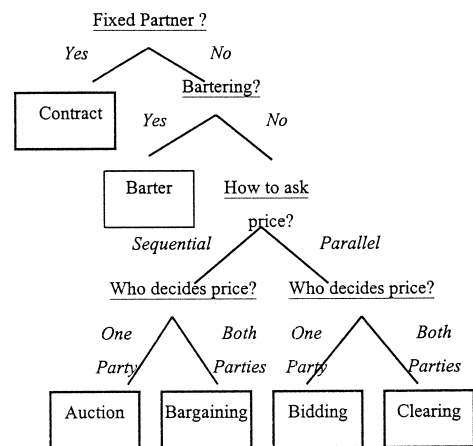 Fixed Partner ?
Yes No
Bartering?
Contract
Yes No
Barter
How to ask
price?
Sequential Parallel
Who decides price? Who decides price?
One Both One Both
Party Parties Party Parties
Auction Bargaining Bidding Clearing